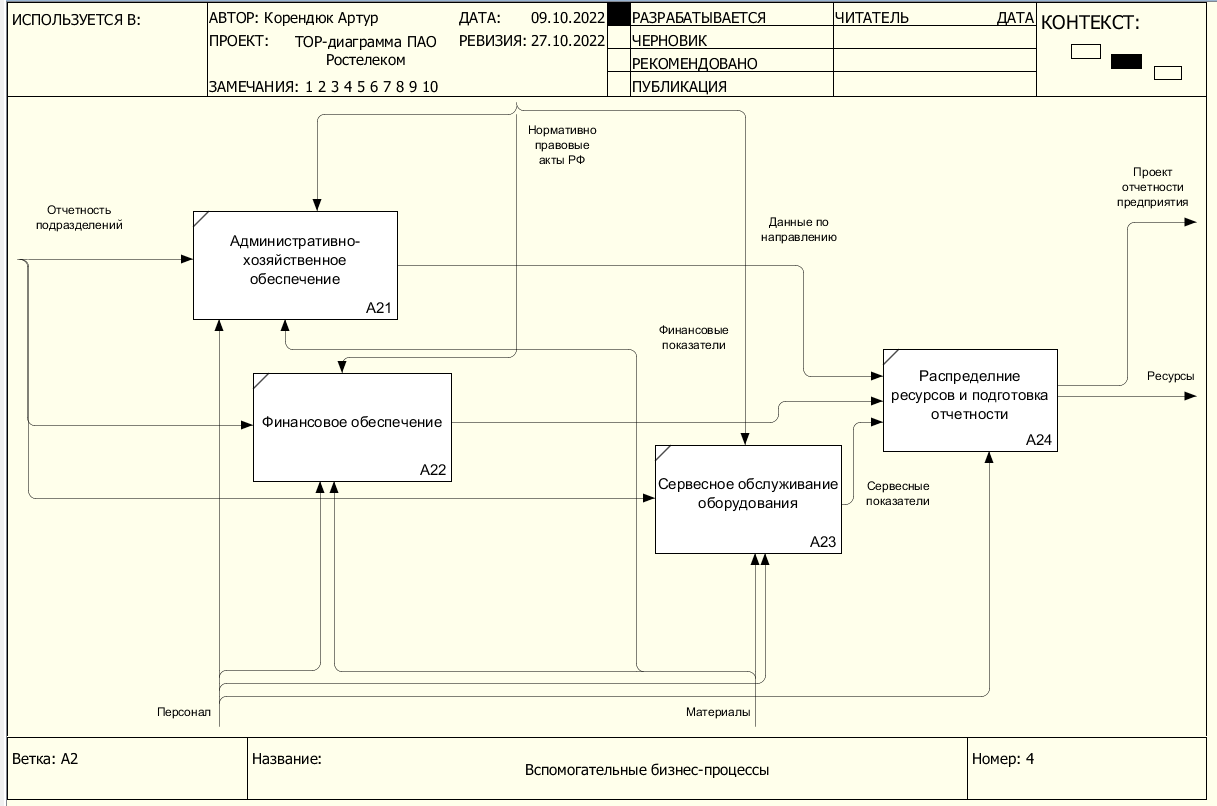 ИСПОЛЬЗУЕТСЯ В:
АВТОР: Корендюк Артур
ДАТА: 09.10.2022
ПРОЕКТ: TOP-диаграмма ПАО
Ростелеком
РЕВИЗИЯ: 27.10.2022
ЗАМЕЧАНИЯ: 1 2 3 4 5 6 7 8 9 10
РАЗРАБАТЫВАЕТСЯ
ЧЕРНОВИК
РЕКОМЕНДОВАНО
ПУБЛИКАЦИЯ
ЧИТАТЕЛЬ ДАТА
КОНТЕКСТ:
Нормативно
правовые
акты РФ
Проект
отчетности
предприятия
Отчетность
подразделений
Данные по
направлению
Административно-
хозяйственное
обеспечение
A21
Финансовые
показатели
Распределние
ресурсов и подготовка
отчетности
A24
Ресурсы
Финансовое обеспечение
A22
Сервесное обслуживание
оборудования
A23
Сервесные
показатели
Персонал
Материалы
Ветка: A2
Название:
Вспомогательные бизнес-процессы
Номер: 4